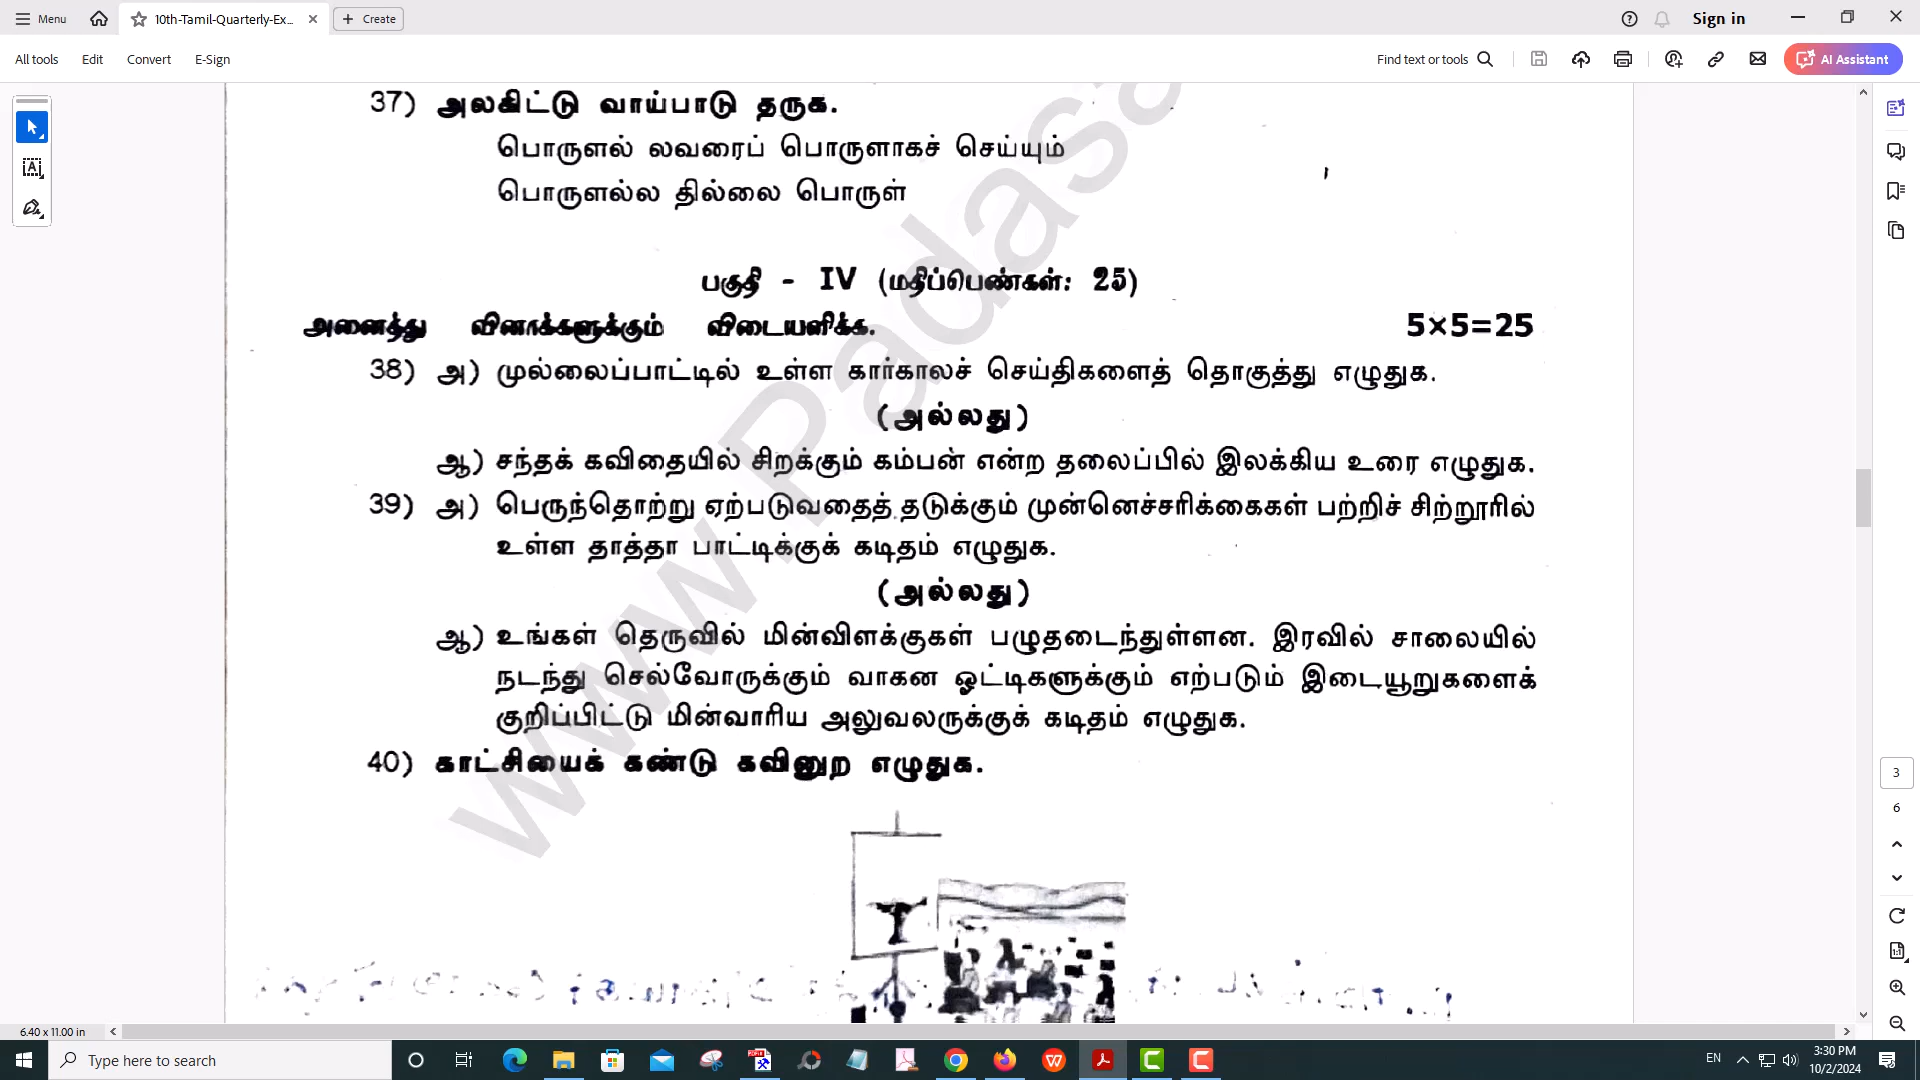 Menu
10th-Tamil-Quarterly-Ex...
Create
Sign in
All tools
Edit
Convert
E-Sign
Find text or tools
AI Assistant
37) அலகிட்டு வாய்பாடு தருக.
பொருளல் லவரைப் பொருளாகச் செய்யும்
பொருளல்ல தில்லை பொருள்
பகுதி - IV (மதிப்பெண்கள்: 25)
அனைத்து வினாக்களுக்கும் விடையளிக்க. 5×5=25
38) அ) முல்லைப்பாட்டில் உள்ள கார்காலச் செய்திகளைத் தொகுத்து எழுதுக.
(அல்லது)
ஆ) சந்தக் கவிதையில் சிறக்கும் கம்பன் என்ற தலைப்பில் இலக்கிய உரை எழுதுக.
39) அ) பெருந்தொற்று ஏற்படுவதைத் தடுக்கும் முன்னெச்சரிக்கைகள் பற்றிச் சிற்றூரில்
உள்ள தாத்தா பாட்டிக்குக் கடிதம் எழுதுக.
(அல்லது)
ஆ) உங்கள் தெருவில் மின்விளக்குகள் பழுதடைந்துள்ளன. இரவில் சாலையில்
நடந்து செல்வோருக்கும் வாகன ஓட்டிகளுக்கும் எற்படும் இடையூறுகளைக்
குறிப்பிட்டு மின்வாரிய அலுவலருக்குக் கடிதம் எழுதுக.
40) காட்சியைக் கண்டு கவினுற எழுதுக.
www.Padasa
3
6
6.40 x 11.00 in
Type here to search
EN
3:30 PM
10/2/2024